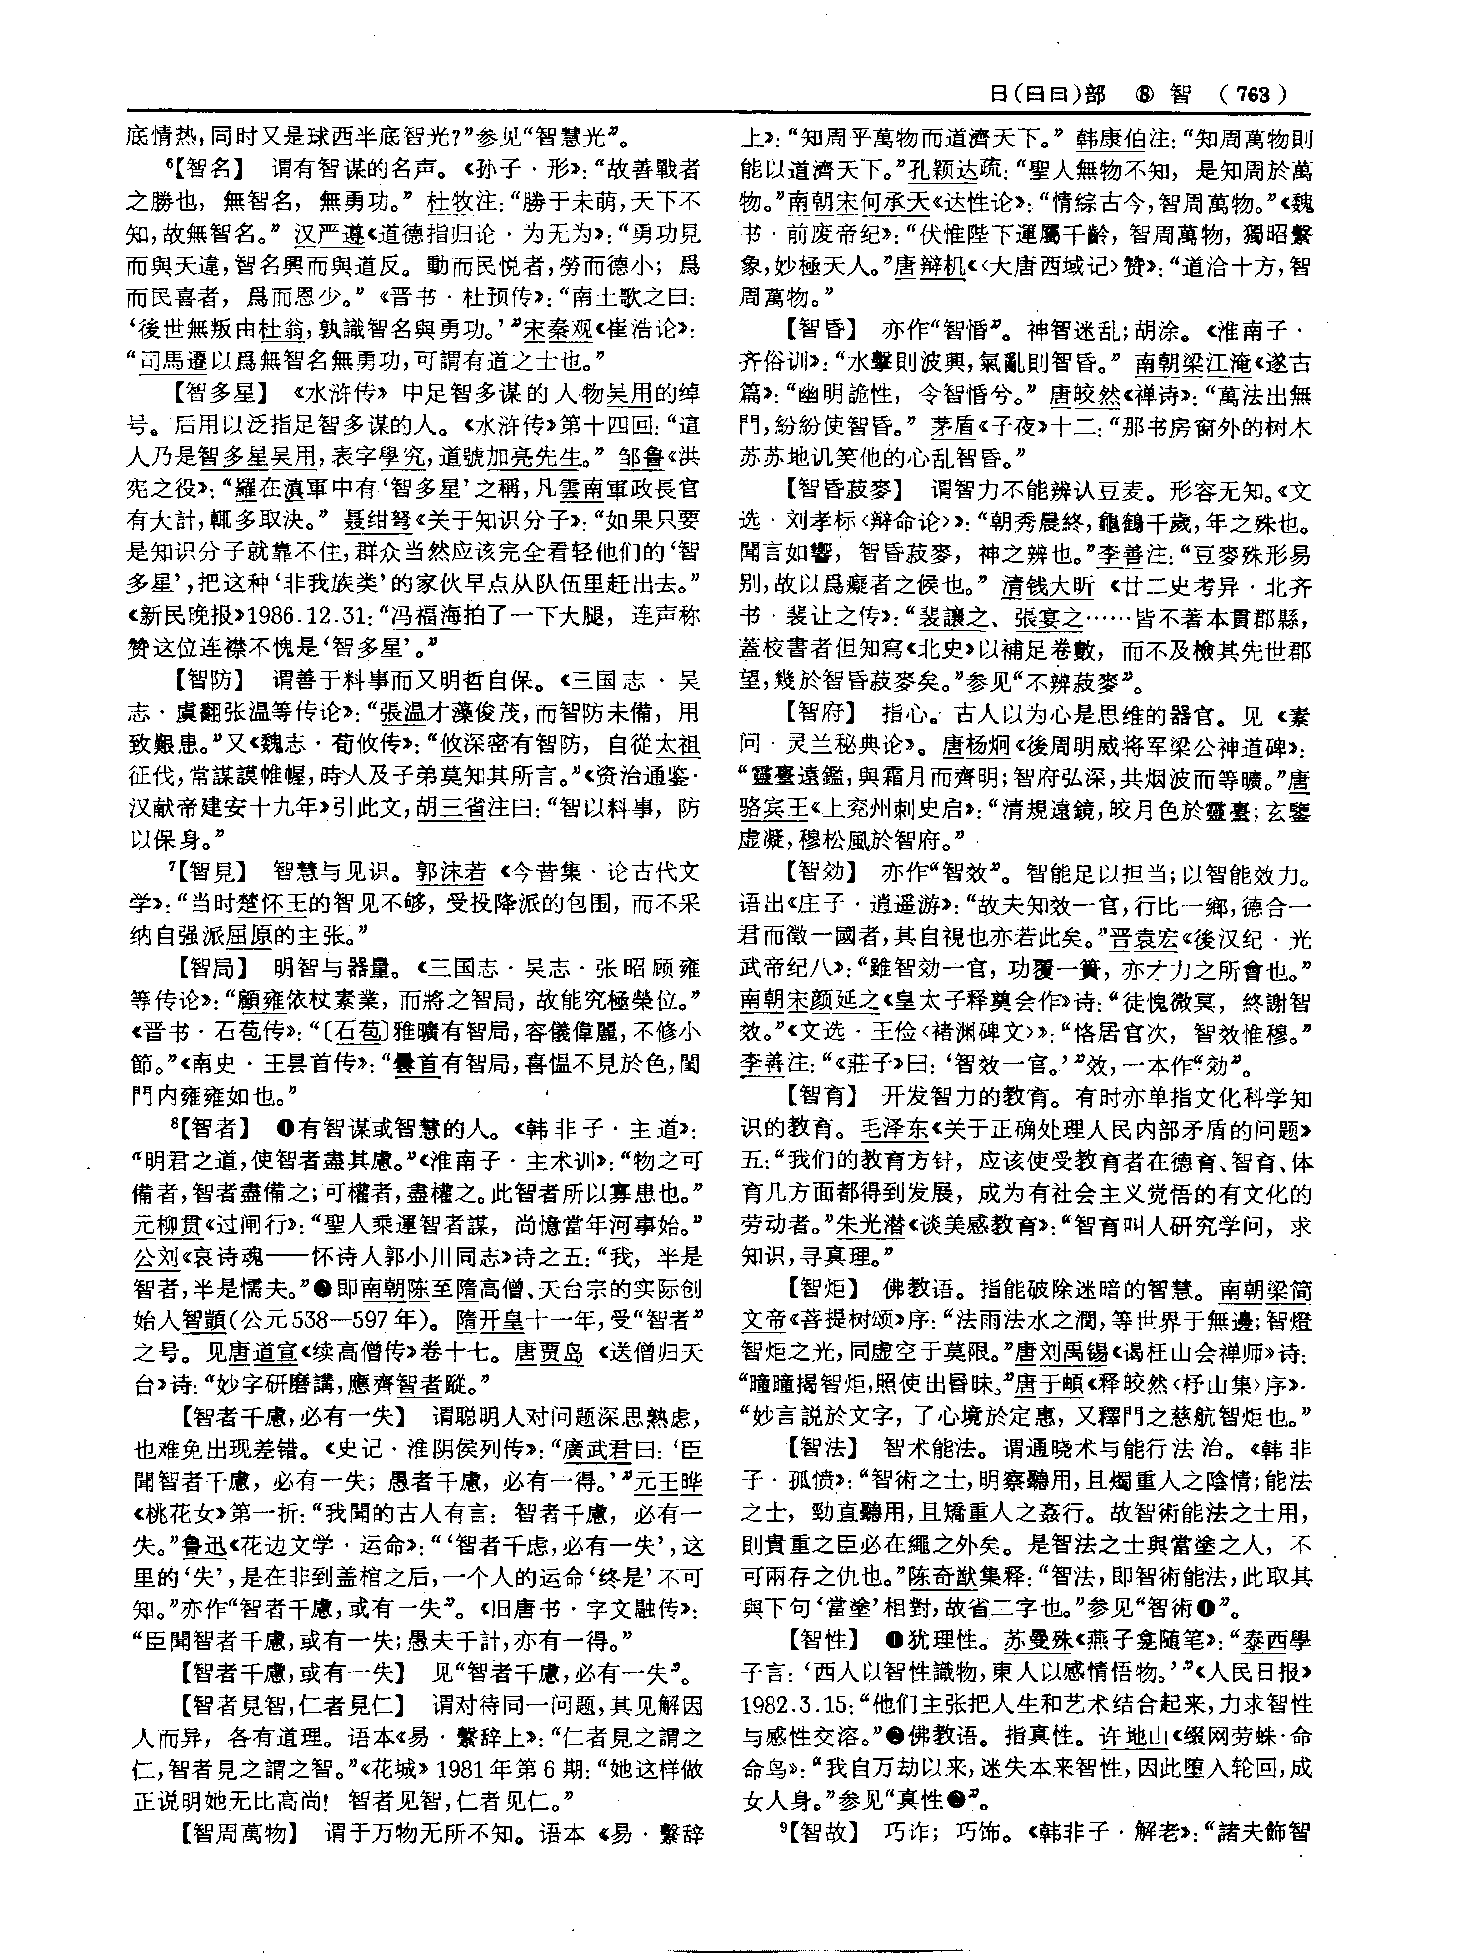 日(日曰)部 ⑧ 智 (763)
底情热,同时又是球西半底智光?”参见“智慧光”。
⁶【智名】 谓有智谋的名声。《孙子·形》:“故善戰者
之勝也，無智名，無勇功。”杜牧注:“勝于未萌,天下不
知,故無智名。”汉严遵《道德指归论·为无为》:“勇功見
而與天違,智名興而與道反。動而民悦者,勞而德小；爲
而民喜者，爲而恩少。”《晋书·杜预传》:“南土歌之曰:
‘後世無叛由杜翁,孰識智名與勇功。’”宋秦观《崔浩论》:
“司馬遷以爲無智名無勇功,可謂有道之士也。”
【智多星】 《水浒传》中足智多谋的人物吴用的绰
号。后用以泛指足智多谋的人。《水浒传》第十四回:“這
人乃是智多星吴用,表字學究,道號加亮先生。”邹鲁《洪
宪之役》:“羅在滇軍中有‘智多星’之稱,凡雲南軍政長官
有大計,輒多取決。”聂绀弩《关于知识分子》:“如果只要
是知识分子就靠不住,群众当然应该完全看轻他们的‘智
多星’,把这种‘非我族类’的家伙早点从队伍里赶出去。”
《新民晚报》1986.12.31:“冯福海拍了一下大腿，连声称
赞这位连襟不愧是‘智多星’。”
【智防】 谓善于料事而又明哲自保。《三国志·吴
志·虞翻张温等传论》:“張温才藻俊茂,而智防未備，用
致艱患。”又《魏志·荀攸传》:“攸深密有智防，自從太祖
征伐,常謀謨帷幄,時人及子弟莫知其所言。”《资治通鉴·
汉献帝建安十九年》引此文,胡三省注曰:“智以料事，防
以保身。”
⁷【智見】 智慧与见识。郭沫若《今昔集·论古代文
学》:“当时楚怀王的智见不够，受投降派的包围，而不采
纳自强派屈原的主张。”
【智局】 明智与器量。《三国志·吴志·张昭顾雍
等传论》:“顧雍依杖素業，而將之智局，故能究極榮位。”
《晋书·石苞传》:“〔石苞〕雅曠有智局,容儀偉麗,不修小
節。”《南史·王昙首传》:“曇首有智局,喜愠不見於色,閨
門内雍雍如也。”
⁸【智者】 ❶有智谋或智慧的人。《韩非子·主道》:
“明君之道,使智者盡其慮。”《淮南子·主术训》:“物之可
備者,智者盡備之;可權者,盡權之。此智者所以寡患也。”
元柳贯《过闸行》:“聖人乘運智者謀，尚憶當年河事始。”
公刘《哀诗魂——怀诗人郭小川同志》诗之五:“我，半是
智者,半是懦夫。”❷即南朝陈至隋高僧、天台宗的实际创
始人智顗(公元538—597年)。隋开皇十一年,受“智者”
之号。见唐道宣《续高僧传》卷十七。唐贾岛《送僧归天
台》诗:“妙字研磨講,應齊智者蹤。”
【智者千慮,必有一失】 谓聪明人对问题深思熟虑,
也难免出现差错。《史记·淮阴侯列传》:“廣武君曰:‘臣
聞智者千慮，必有一失；愚者千慮，必有一得。’”元王晔
《桃花女》第一折:“我聞的古人有言：智者千慮，必有一
失。”鲁迅《花边文学·运命》:“‘智者千虑,必有一失’,这
里的‘失’,是在非到盖棺之后,一个人的运命‘终是’不可
知。”亦作“智者千慮,或有一失”。《旧唐书·宇文融传》:
“臣聞智者千慮,或有一失;愚夫千計,亦有一得。”
【智者千慮,或有一失】 见“智者千慮,必有一失”。
【智者見智,仁者見仁】 谓对待同一问题,其见解因
人而异，各有道理。语本《易·繫辞上》:“仁者見之謂之
仁,智者見之謂之智。”《花城》1981年第6期:“她这样做
正说明她无比高尚！智者见智,仁者见仁。”
【智周萬物】 谓于万物无所不知。语本《易·繫辞
上》:“知周乎萬物而道濟天下。”韩康伯注:“知周萬物則
能以道濟天下。”孔颖达疏:“聖人無物不知，是知周於萬
物。”南朝宋何承天《达性论》:“情綜古今,智周萬物。”《魏
书·前废帝纪》:“伏惟陛下運屬千齡，智周萬物，獨昭繫
象,妙極天人。”唐辩机《〈大唐西域记〉赞》:“道洽十方,智
周萬物。”
【智昏】 亦作“智惛”。神智迷乱;胡涂。《淮南子·
齐俗训》:“水擊則波興,氣亂則智昏。”南朝梁江淹《遂古
篇》:“幽明詭性，令智惛兮。”唐皎然《禅诗》:“萬法出無
門,紛紛使智昏。”茅盾《子夜》十二:“那书房窗外的树木
苏苏地讥笑他的心乱智昏。”
【智昏菽麥】 谓智力不能辨认豆麦。形容无知。《文
选·刘孝标〈辩命论〉》:“朝秀晨終,龜鶴千歲,年之殊也。
聞言如響，智昏菽麥，神之辨也。”李善注:“豆麥殊形易
别,故以爲癡者之候也。”清钱大昕《廿二史考异·北齐
书·裴让之传》:“裴讓之、張宴之……皆不著本貫郡縣，
蓋校書者但知寫《北史》以補足卷數，而不及檢其先世郡
望,幾於智昏菽麥矣。”参见“不辨菽麥”。
【智府】 指心。古人以为心是思维的器官。见《素
问·灵兰秘典论》。唐杨炯《後周明威将军梁公神道碑》:
“靈臺遠鑑,與霜月而齊明;智府弘深,共烟波而等曠。”唐
骆宾王《上兖州刺史启》:“清規遠鏡,皎月色於靈臺;玄鑒
虚凝,穆松風於智府。”
【智効】 亦作“智效”。智能足以担当;以智能效力。
语出《庄子·逍遥游》:“故夫知效一官,行比一鄉,德合一
君而徵一國者,其自視也亦若此矣。”晋袁宏《後汉纪·光
武帝纪八》:“雖智効一官，功覆一簣，亦才力之所會也。”
南朝宋颜延之《皇太子释奠会作》诗:“徒愧微冥，終謝智
效。”《文选·王俭〈褚渊碑文〉》:“恪居官次，智效惟穆。”
李善注:“《莊子》曰：‘智效一官。’”效,一本作“効”。
【智育】 开发智力的教育。有时亦单指文化科学知
识的教育。毛泽东《关于正确处理人民内部矛盾的问题》
五:“我们的教育方针，应该使受教育者在德育、智育、体
育几方面都得到发展，成为有社会主义觉悟的有文化的
劳动者。”朱光潜《谈美感教育》:“智育叫人研究学问，求
知识,寻真理。”
【智炬】 佛教语。指能破除迷暗的智慧。南朝梁简
文帝《菩提树颂》序:“法雨法水之潤,等世界于無邊;智燈
智炬之光,同虚空于莫限。”唐刘禹锡《谒枉山会禅师》诗:
“瞳瞳揭智炬,照使出昏昧。”唐于頔《释皎然〈杼山集〉序》·
“妙言説於文字，了心境於定惠，又釋門之慈航智炬也。”
【智法】 智术能法。谓通晓术与能行法治。《韩非
子·孤愤》:“智術之士,明察聽用,且燭重人之陰情;能法
之士，勁直聽用,且矯重人之姦行。故智術能法之士用，
則貴重之臣必在繩之外矣。是智法之士與當塗之人，不
可兩存之仇也。”陈奇猷集释:“智法,即智術能法,此取其
與下句‘當塗’相對,故省二字也。”参见“智術❶”。
【智性】 ❶犹理性。苏曼殊《燕子龛随笔》:“泰西學
子言：‘西人以智性識物,東人以感情悟物。’”《人民日报》
1982.3.15:“他们主张把人生和艺术结合起来,力求智性
与感性交溶。”❷佛教语。指真性。许地山《缀网劳蛛·命
命鸟》:“我自万劫以来,迷失本来智性,因此堕入轮回,成
女人身。”参见“真性❷”。
⁹【智故】 巧诈；巧饰。《韩非子·解老》:“諸夫飾智